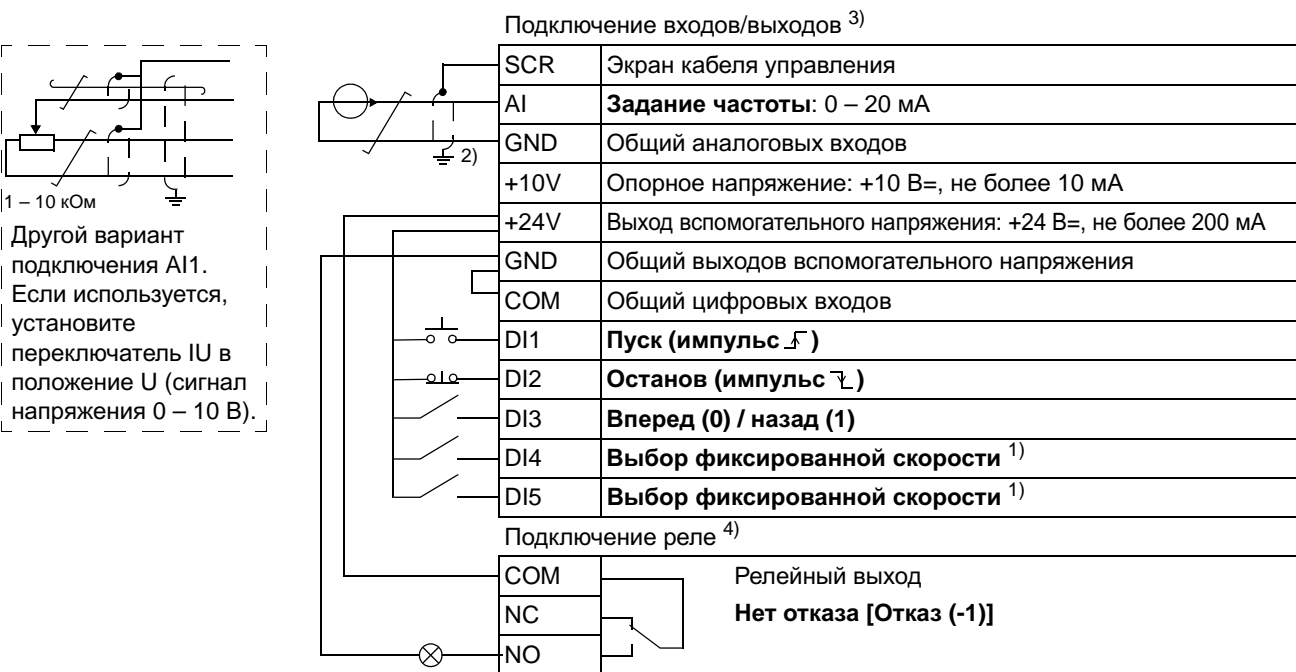 Подключение входов/выходов 3)
SCR Экран кабеля управления
AI Задание частоты: 0 – 20 мА
GND Общий аналоговых входов
2)
+10V Опорное напряжение: +10 В=, не более 10 мА
+24V Выход вспомогательного напряжения: +24 В=, не более 200 мА
GND Общий выходов вспомогательного напряжения
COM Общий цифровых входов
DI1 Пуск (импульс )
DI2 Останов (импульс )
DI3 Вперед (0) / назад (1)
DI4 Выбор фиксированной скорости 1)
DI5 Выбор фиксированной скорости 1)
Подключение реле 4)
COM Релейный выход
NC Нет отказа [Отказ (-1)]
NO
1 – 10 кОм
Другой вариант
подключения AI1.
Если используется,
установите
переключатель IU в
положение U (сигнал
напряжения 0 – 10 В).